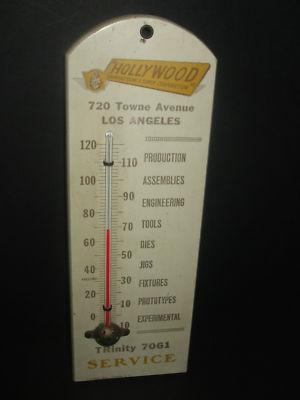 HOLLYWOOD
720 Towne Avenue
LOS ANGELES
120
110
PRODUCTION
100
ASSEMBLIES
90
ENGINEERING
80
70
TOOLS
60
50
DIES
40
JIGS
30
FIXTURES
20
10
PROTOTYPES
0
EXPERIMENTAL
10
TRinity 7061
SERVICE